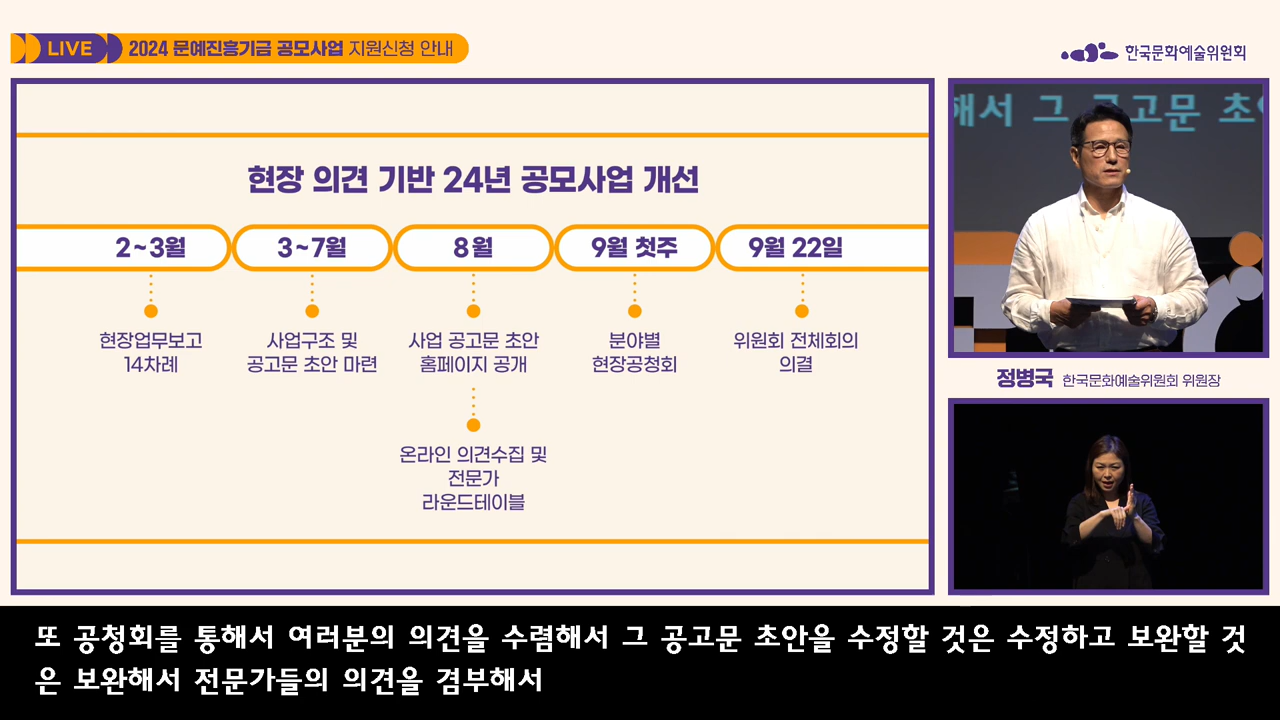 LIVE 2024 문예진흥기금 공모사업 지원신청 안내
한국문화예술위원회
현장 의견 기반 24년 공모사업 개선
2~3월
3~7월
8월
9월 첫주
9월 22일
현장업무보고
14차례
사업구조 및
공고문 초안 마련
사업 공고문 초안
홈페이지 공개
분야별
현장공청회
위원회 전체회의
의결
온라인 의견수집 및
전문가
라운드테이블
해서 그 공고문 초
정병국 한국문화예술위원회 위원장
또 공청회를 통해서 여러분의 의견을 수렴해서 그 공고문 초안을 수정할 것은 수정하고 보완할 것
은 보완해서 전문가들의 의견을 겸부해서